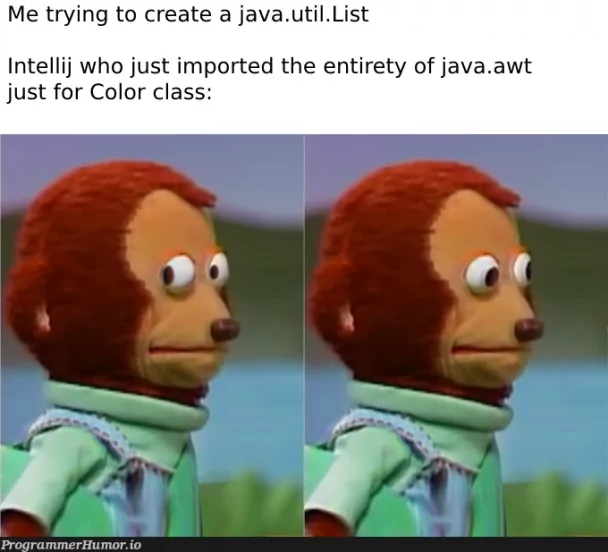 Me trying to create a java.util.List
Intellij who just imported the entirety of java.awt
just for Color class:
ProgrammerHumor.io